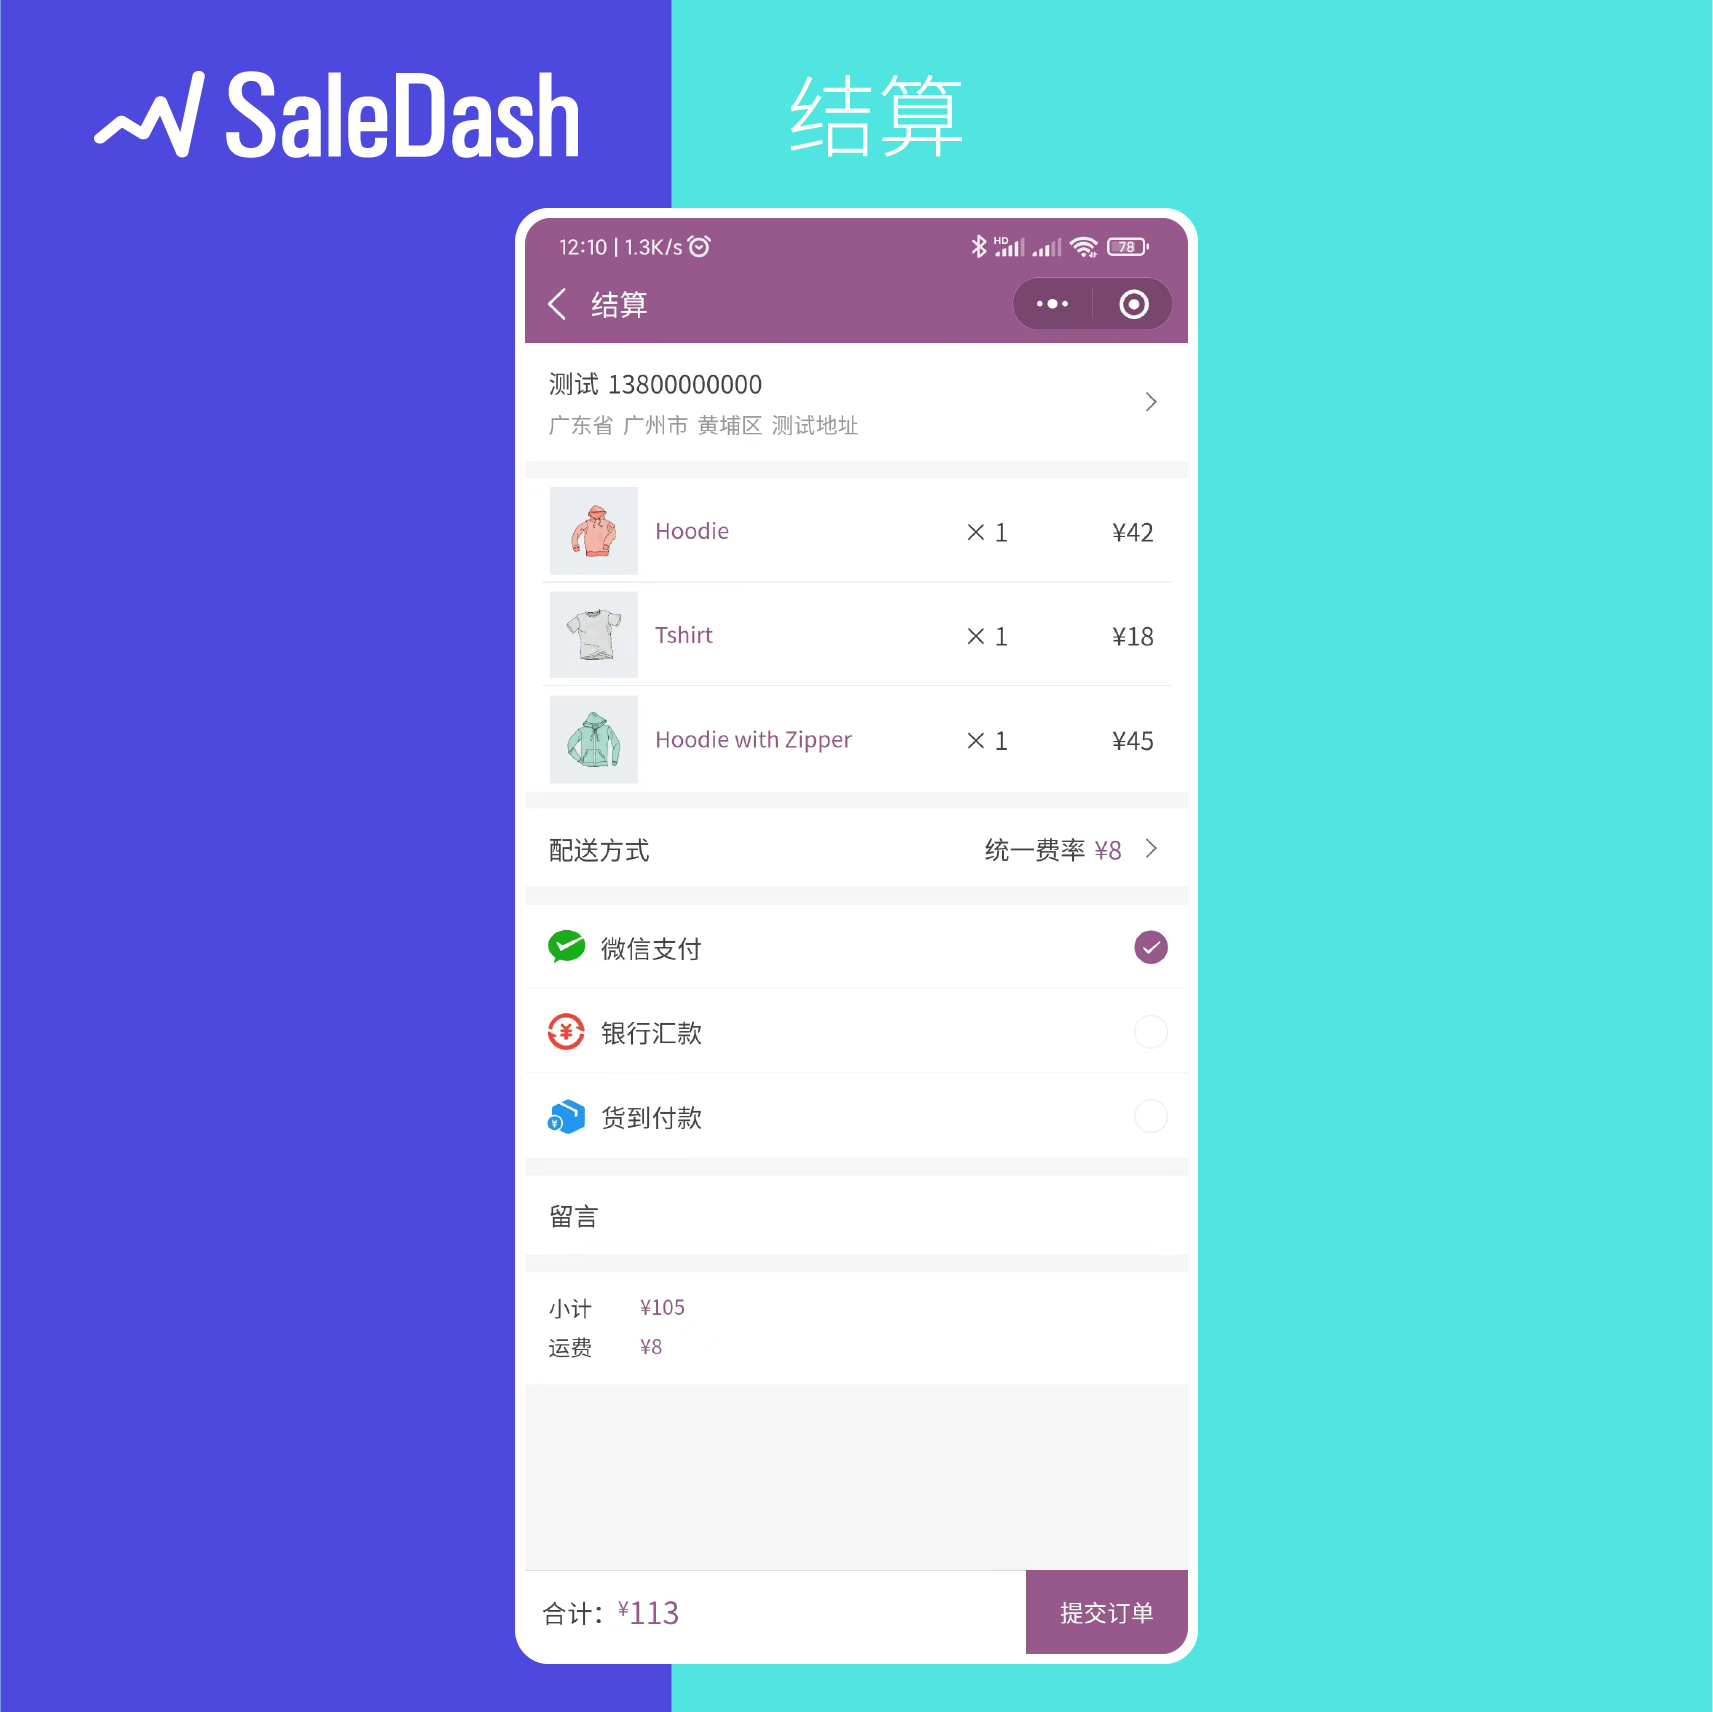 SaleDash
结算
12:10 | 1.3K/s
HD
78
结算
测试 13800000000
广东省 广州市 黄埔区 测试地址
Hoodie × 1 ¥42
Tshirt × 1 ¥18
Hoodie with Zipper × 1 ¥45
配送方式 统一费率 ¥8
微信支付
¥ 银行汇款
¥ 货到付款
留言
小计 ¥105
运费 ¥8
合计：¥113
提交订单